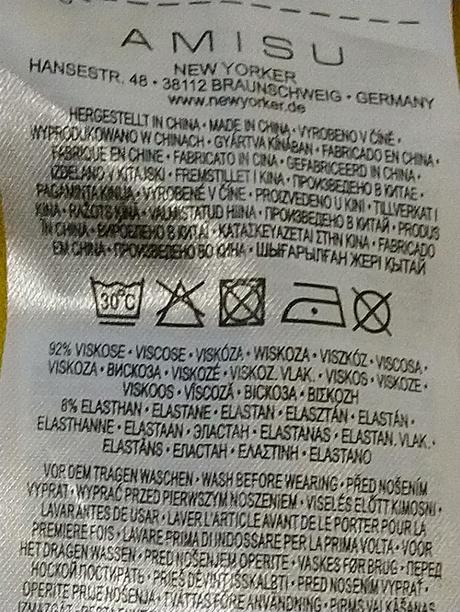 AMISU
NEW YORKER
HANSESTR. 48 • 38112 BRAUNSCHWEIG • GERMANY
www.newyorker.de
HERGESTELLT IN CHINA • MADE IN CHINA • VYROBENO V ČÍNĚ •
WYPRODUKOWANO W CHINACH • GYÁRTVA KÍNÁBAN • FABRICADO EN CHINA •
FABRIQUÉ EN CHINE • FABRICATO IN CINA • GEFABRICEERD IN CHINA •
IZDELANO V KITAJSKI • FREMSTILLET I KINA • ПРОИЗВЕДЕНО В КИТАЕ •
PAGAMINTA KINIJA • VYROBENÉ V ČÍNE • PROIZVEDENO U KINI • TILLVERKAT I
KINA • RAŽOTS ĶĪNĀ • VALMISTATUD HIINA • ПРОИЗВЕДЕНО В КИТАЙ • PRODUS
ÎN CHINA • ΚΑΤΑΣΚΕΥΑΖΕΤΑΙ ΣΤΗΝ ΚΙΝΑ • FABRICADO
EM CHINA • ПРОИЗВЕДЕНО ВО КИНА • ШЫҒАРЫЛҒАН ЖЕРІ ҚЫТАЙ
30°C
92% VISKOSE • VISCOSE • VISKÓZA • WISKOZA • VISZKÓZ • VISCOSA •
VISKOZA • ВИСКОЗА • VISKOZĖ • VISKOZ. VLAK. • VISKOS • VISKOZE •
VISKOOS • VÎSCOZĂ • ВІСКОЗА • ΒΙΣΚΟΖΗ
8% ELASTHAN • ELASTANE • ELASTAN • ELASZTÁN • ELASTÁN •
ELASTHANNE • ELASTAAN • ЭЛАСТАН • ELASTANAS • ELASTAN. VLAK. •
ELASTĀNS • ЕЛАСТАН • ΕΛΑΣΤΙΝΗ • ELASTANO
VOR DEM TRAGEN WASCHEN • WASH BEFORE WEARING • PŘED NOŠENÍM
VYPRAT • WYPRAĆ PRZED PIERWSZYM NOSZENIEM • VISELÉS ELŐTT KIMOSNI •
LAVAR ANTES DE USAR • LAVER L'ARTICLE AVANT DE LE PORTER POUR LA
PREMIERE FOIS • LAVARE PRIMA DI INDOSSARE PER LA PRIMA VOLTA • VOOR
HET DRAGEN WASSEN • PRED NOŠENJEM OPERITE • VASKES FØR BRUG • ПЕРЕД
НОСКОЙ ПОСТИРАТЬ • PRIEŠ DĖVINT IŠSKALBTI • PRED NOSENÍM VYPRAŤ •
OPERITE PRIJE NOŠENJA • TVÄTTAS FÖRE ANVÄNDNING • PIRMS VALKĀŠANAS